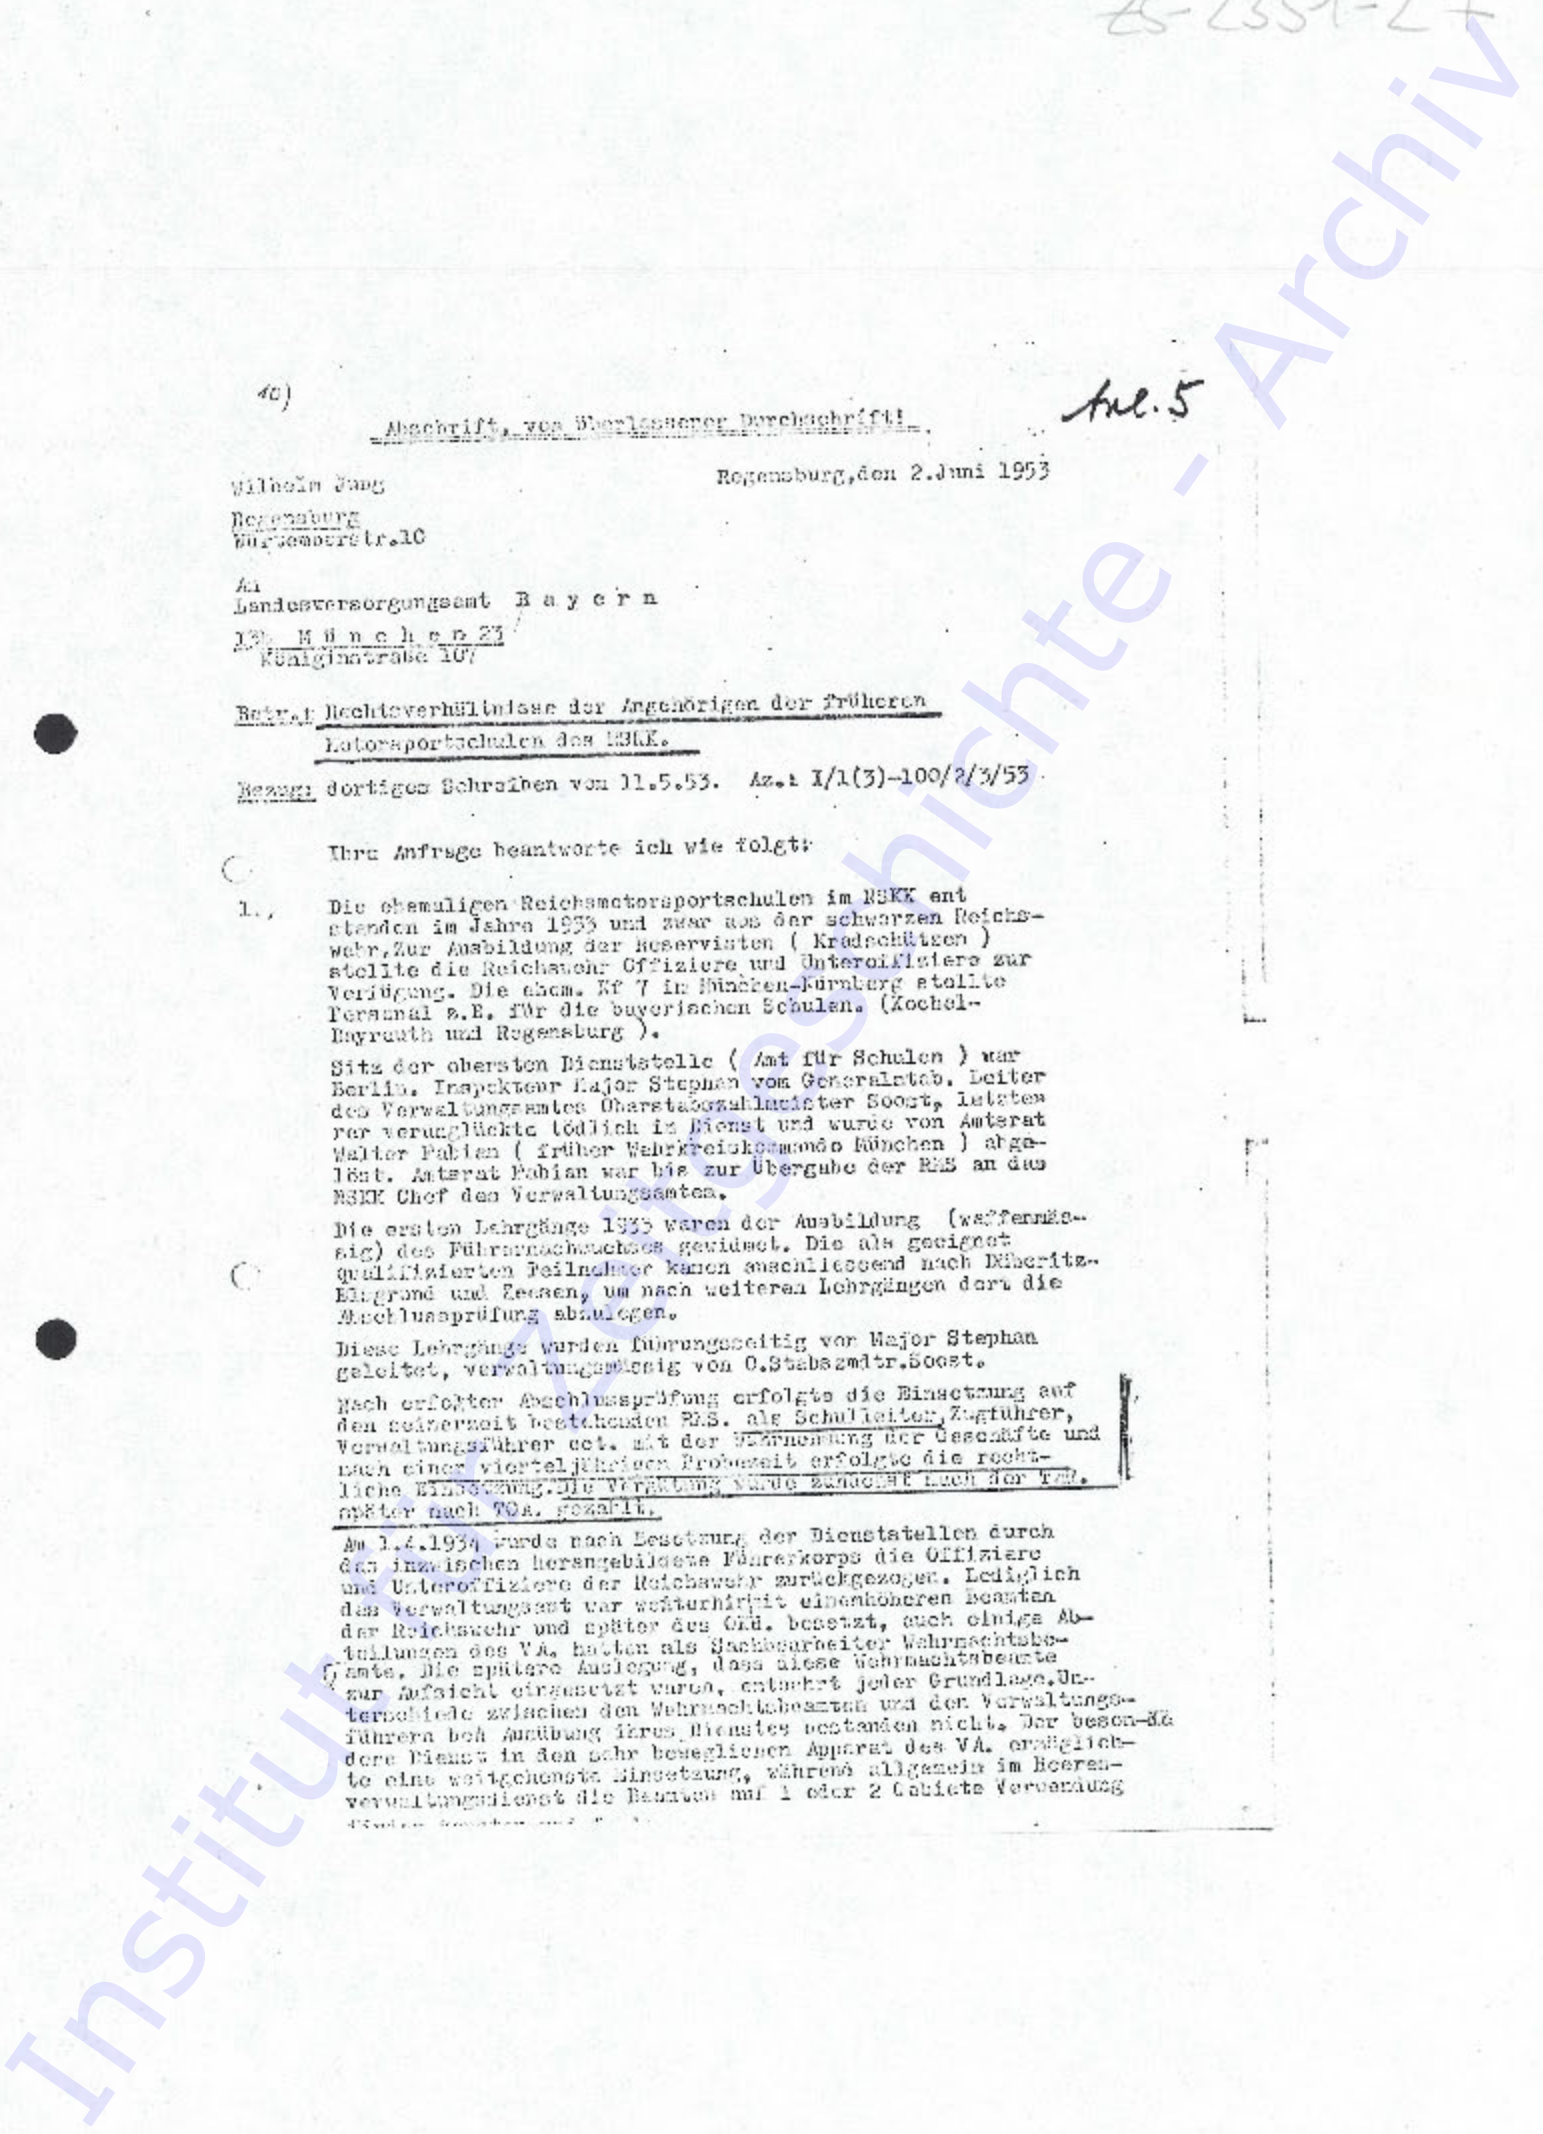 ZS-2351-27
10)
Anl. 5
Abschrift, von überlassener Durchschrift!
Wilhelm Jung
Regensburg,den 2.Juni 1953
Regensburg
An
Landesversorgungsamt B a y e r n
13b M ü n c h e n 23
Königinstraße 107
Betr.: Rechtsverhältnisse der Angehörigen der früheren
Motorsportschulen des NSKK.
Bezug: dortiges Schreiben vom 11.5.53. Az.: I/1(3)-100/2/3/53
Ihre Anfrage beantworte ich wie folgt:
1., Die ehemaligen Reichsmotorsportschulen im NSKK ent
standen im Jahre 1933 und zwar aus der schwarzen Reichs-
wehr.Zur Ausbildung der Reservisten ( Kradschützen )
stellte die Reichswehr Offiziere und Unteroffiziere zur
Verfügung. Die ehem. Kf 7 in München-Nürnberg stellte
Personal z.B. für die bayerischen Schulen. (Kochel-
Bayreuth und Regensburg ).
Sitz der obersten Dienststelle ( Amt für Schulen ) war
Berlin. Inspekteur Major Stephan vom Generalstab. Leiter
des Verwaltungsamtes Oberstabszahlmeister Soost, letzten
rer verunglückte tödlich im Dienst und wurde von Amtsrat
Walter Fabian ( früher Wehrkreiskommando München ) abge-
löst. Amtsrat Fabian war bis zur Übergabe der RMS an das
NSKK Chef des Verwaltungsamtes.
Die ersten Lehrgänge 1933 waren der Ausbildung (waffenmäs-
sig) des Führernachwuchses gewidmet. Die als geeignet
qualifizierten Teilnehmer kamen anschliessend nach Döberitz-
Elsgrund und Zeesen, um nach weiteren Lehrgängen dort die
Abschlussprüfung abzulegen.
Diese Lehrgänge wurden führungsseitig von Major Stephan
geleitet, verwaltungsmässig von O.Stabszmdtr.Soost.
Nach erfolgter Abschlussprüfung erfolgte die Einsetzung auf
den seinerzeit bestehenden RMS. als Schulleiter,Zugführer,
Verwaltungsführer ect. mit der Übernehmung der Geschäfte und
nach einer vierteljährigen Probezeit erfolgte die recht-
liche Einsetzung.Die Vergütung wurde zunächst nach der
später nach TOA. gezahlt.
Am 1.4.1934 wurde nach Besetzung der Dienststellen durch
das inzwischen herangebildete Führerkorps die Offiziere
und Unteroffiziere der Reichswehr zurückgezogen. Lediglich
das Verwaltungsamt war weiterhin mit einem höheren Beamten
der Reichswehr und später des OKH. besetzt, auch einige Ab-
teilungen des VA. hatten als Sachbearbeiter Wehrmachtsbe-
amte. Die spätere Auslegung, dass diese Wehrmachtsbeamte
zur Aufsicht eingesetzt waren, entbehrt jeder Grundlage.Un-
terschiede zwischen den Wehrmachtsbeamten und den Verwaltungs-
führern bei Ausübung ihres Dienstes bestanden nicht. Der beson-
dere Dienst in den sehr beweglichen Apparat des VA. ermöglich-
te eine weitgehenste Einsetzung, während allgemein im Heeres-
verwaltungsdienst die Beamten auf 1 oder 2 Gebiete Verwendung
Institut für Zeitgeschichte - Archiv